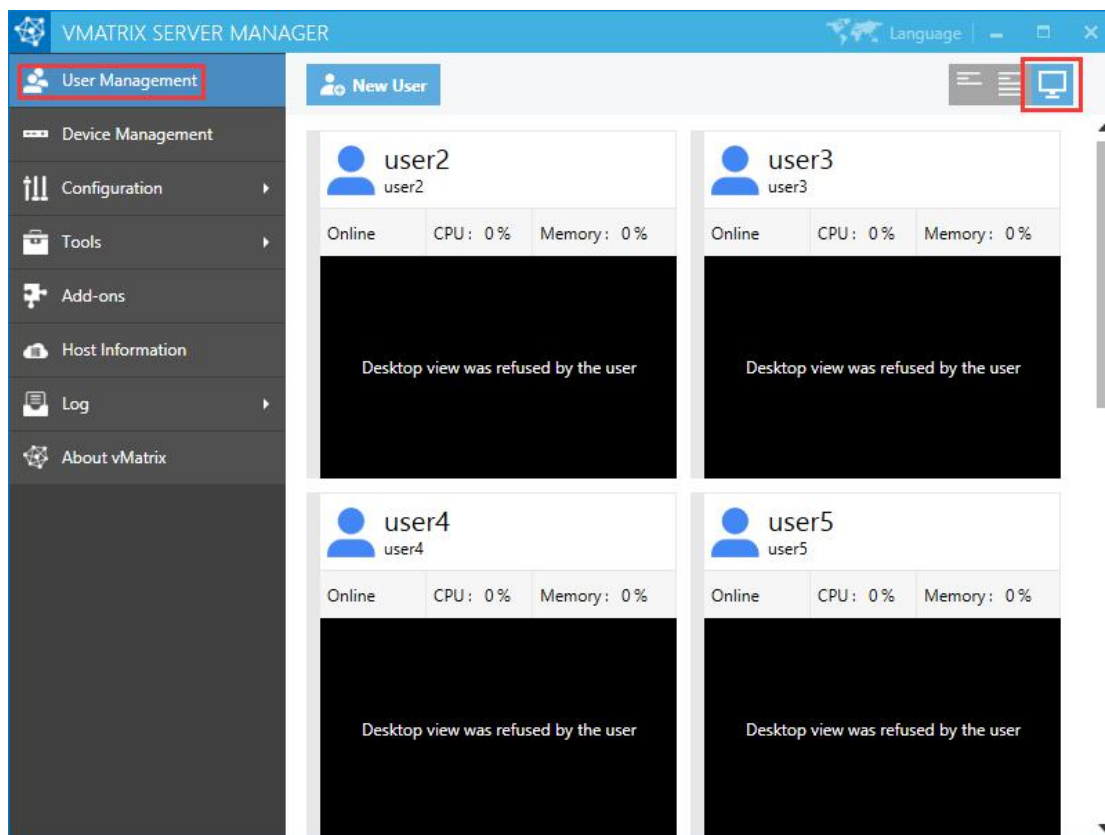 VMATRIX SERVER MANAGER
Language
User Management
Device Management
Configuration
Tools
Add-ons
Host Information
Log
About vMatrix
New User
user2
user2
Online CPU: 0% Memory: 0%
Desktop view was refused by the user
user3
user3
Online CPU: 0% Memory: 0%
Desktop view was refused by the user
user4
user4
Online CPU: 0% Memory: 0%
Desktop view was refused by the user
user5
user5
Online CPU: 0% Memory: 0%
Desktop view was refused by the user